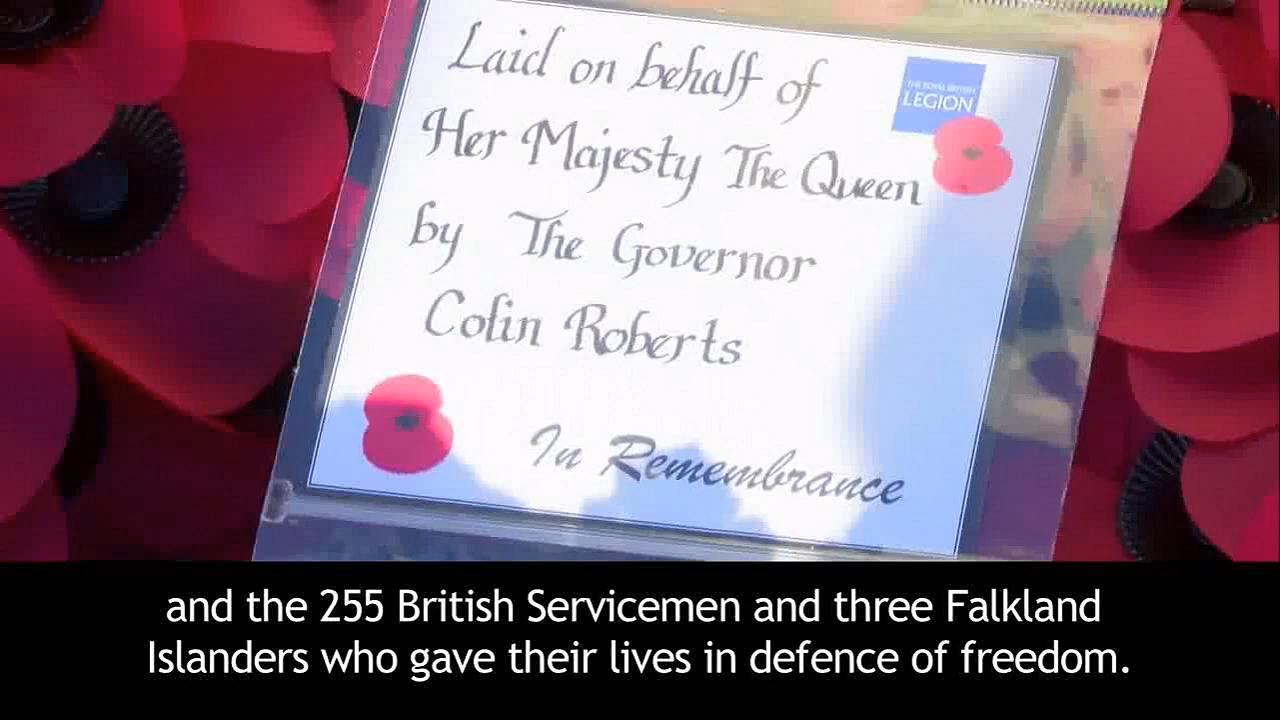 Laid on behalf of
THE ROYAL BRITISH
LEGION
Her Majesty The Queen
by The Governor
Colin Roberts
In Remembrance
and the 255 British Servicemen and three Falkland
Islanders who gave their lives in defence of freedom.